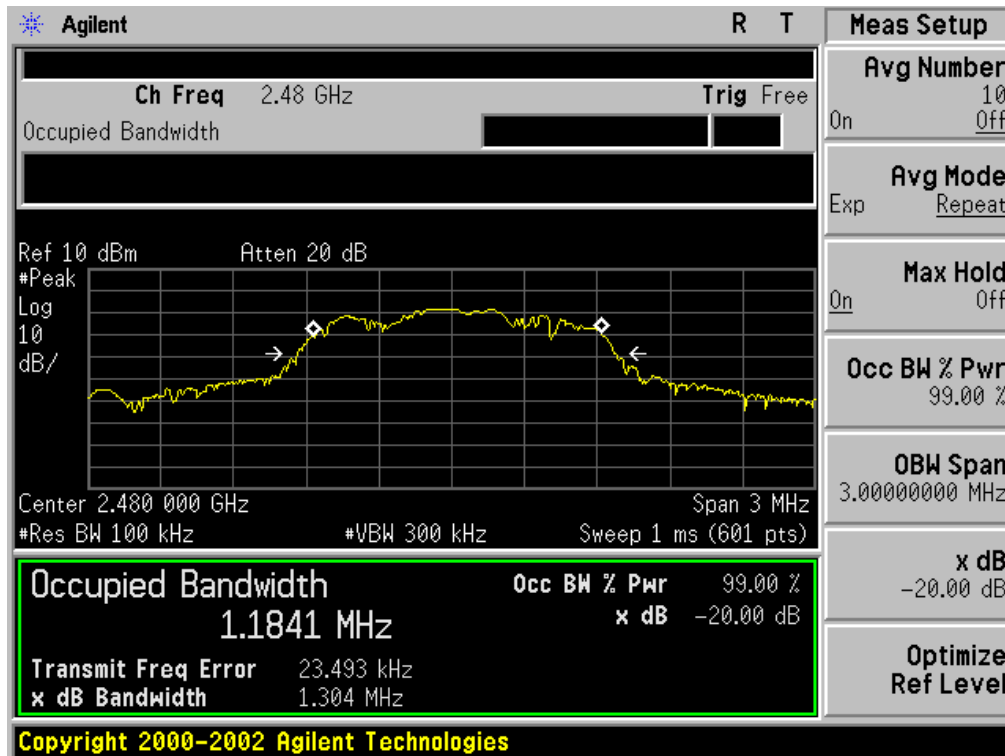 Agilent R T
Meas Setup
Avg Number
10
On Off
Avg Mode
Exp Repeat
Max Hold
On Off
Occ BW % Pwr
99.00 %
OBW Span
3.00000000 MHz
x dB
-20.00 dB
Optimize
Ref Level
Ch Freq 2.48 GHz Trig Free
Occupied Bandwidth
Ref 10 dBm Atten 20 dB
#Peak
Log
10
dB/
Center 2.480 000 GHz Span 3 MHz
#Res BW 100 kHz #VBW 300 kHz Sweep 1 ms (601 pts)
Occupied Bandwidth
1.1841 MHz
Occ BW % Pwr 99.00 %
x dB -20.00 dB
Transmit Freq Error 23.493 kHz
x dB Bandwidth 1.304 MHz
Copyright 2000-2002 Agilent Technologies